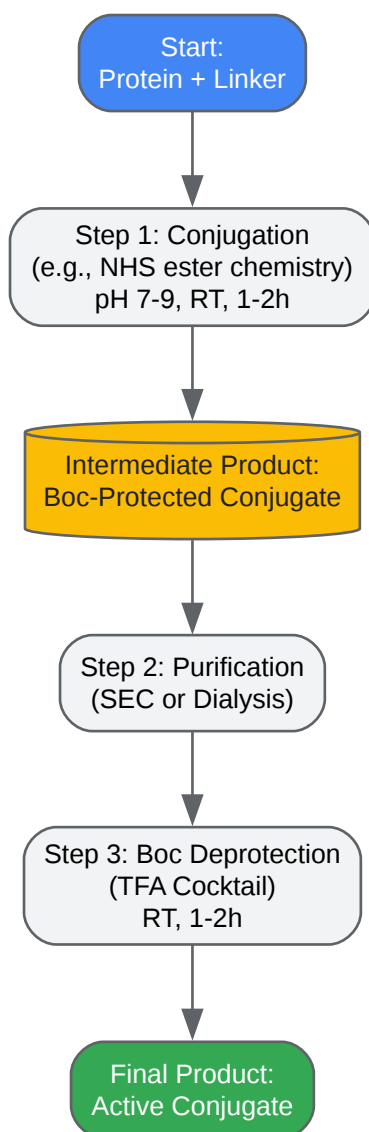 Start:
Protein + Linker
Step 1: Conjugation
(e.g., NHS ester chemistry)
pH 7-9, RT, 1-2h
Intermediate Product:
Boc-Protected Conjugate
Step 2: Purification
(SEC or Dialysis)
Step 3: Boc Deprotection
(TFA Cocktail)
RT, 1-2h
Final Product:
Active Conjugate